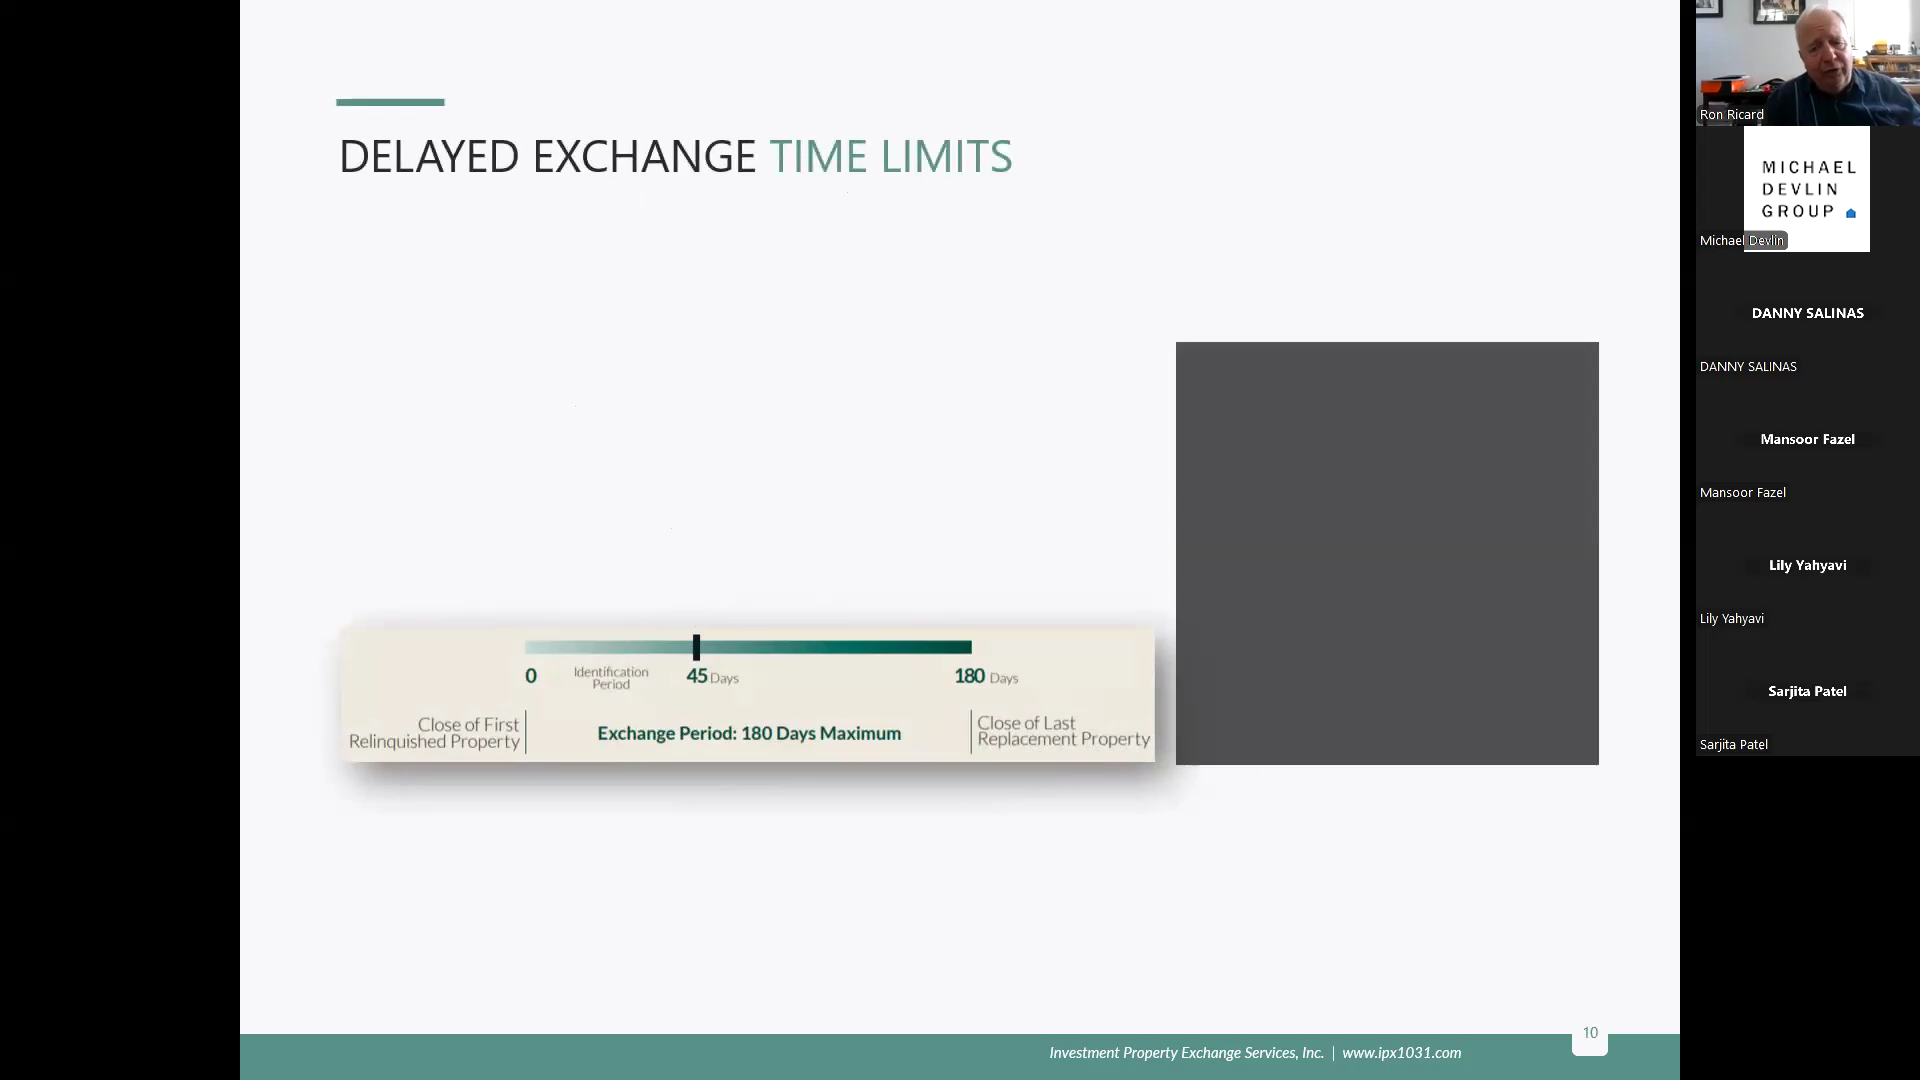 DELAYED EXCHANGE TIME LIMITS
0
Identification
Period
45 Days
180 Days
Close of First
Relinquished Property
Exchange Period: 180 Days Maximum
Close of Last
Replacement Property
Investment Property Exchange Services, Inc. | www.ipx1031.com
10
Ron Ricard
MICHAEL
DEVLIN
GROUP
Michael Devlin
DANNY SALINAS
DANNY SALINAS
Mansoor Fazel
Mansoor Fazel
Lily Yahyavi
Lily Yahyavi
Sarjita Patel
Sarjita Patel